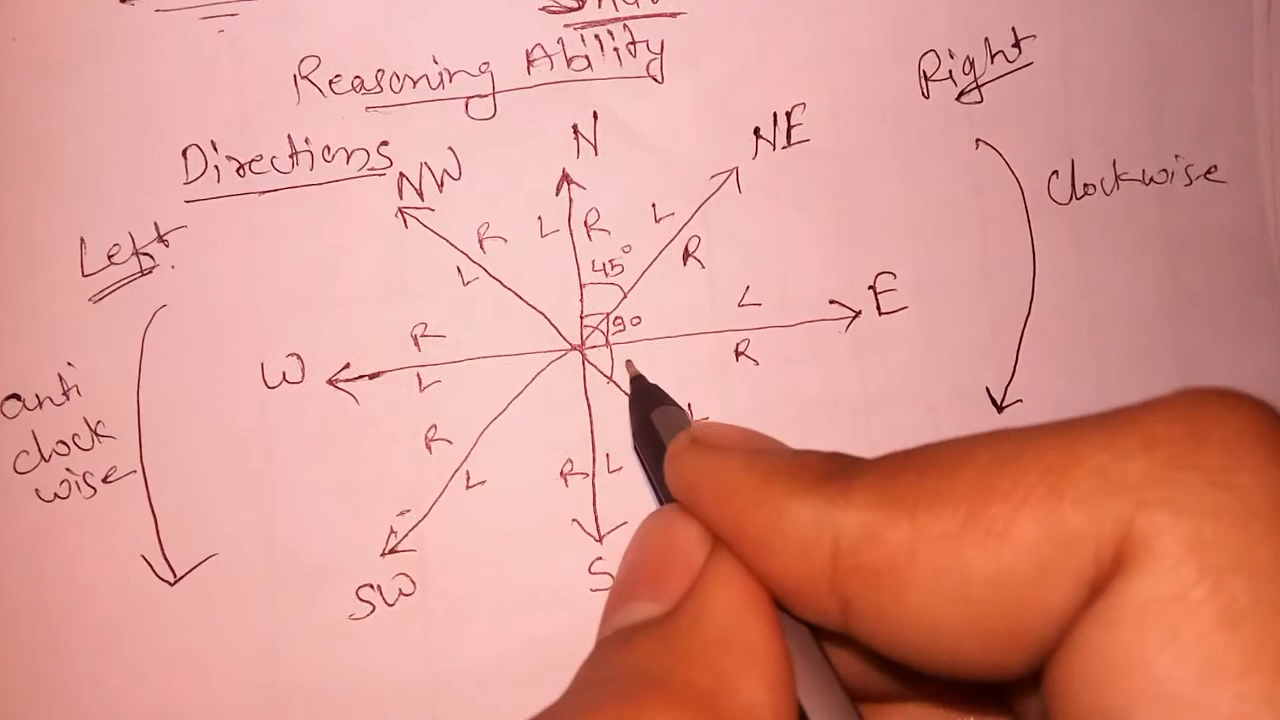 Reasoning Ability
Right
Directions
N
NE
NW
Clockwise
Left
L R
L
R
R
L
45°
E
L
90
R
R
W
L
anti
clock
wise
R
L
R L
L
SW
S